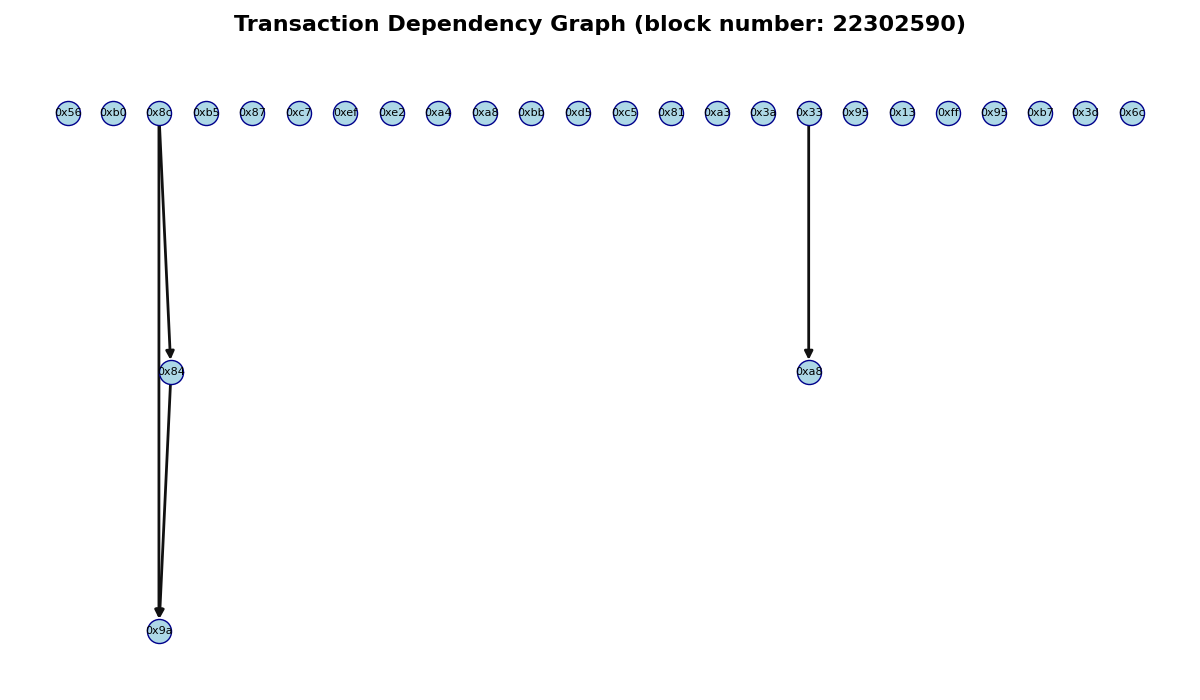 Transaction Dependency Graph (block number: 22302590)
0x56 0xb0 0x8c 0xb5 0x87 0xc7 0xef 0xe2 0xa4 0xa8 0xbb 0xd5 0xc5 0x81 0xa3 0x3a 0x33 0x95 0x13 0xff 0x95 0xb7 0x3c 0x6c
0x84 0xa8
0x9a